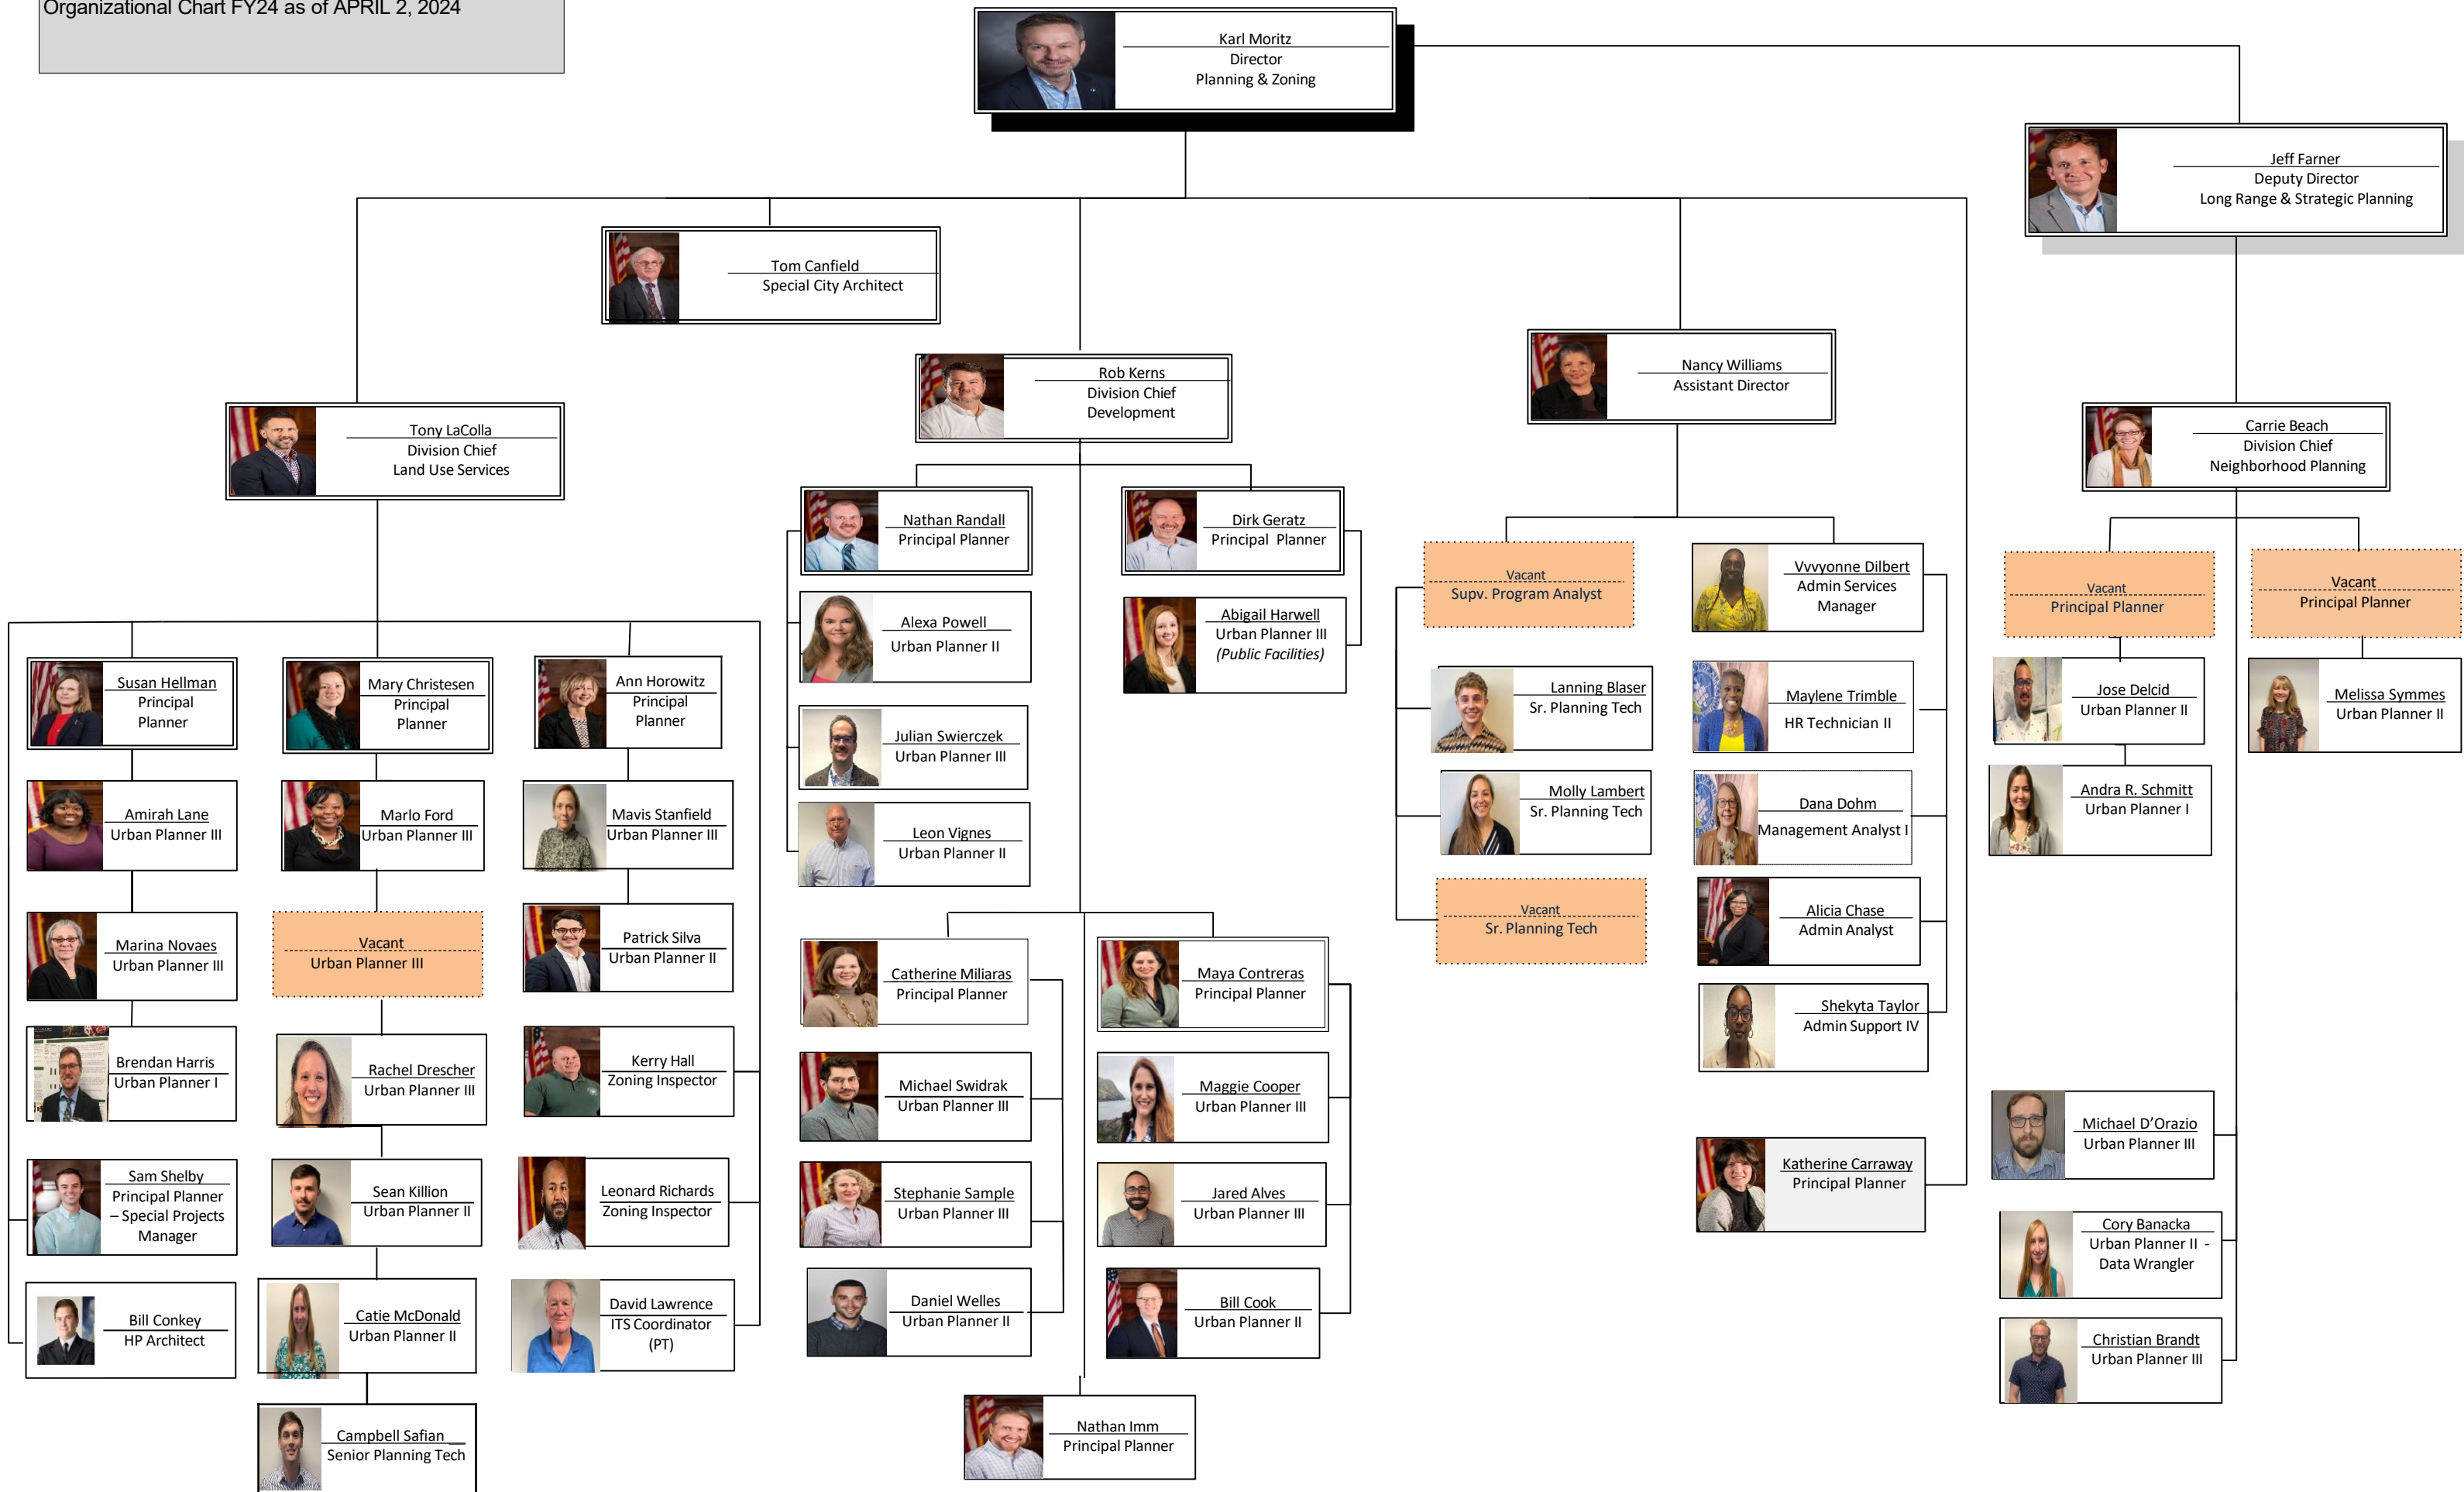 Organizational Chart FY24 as of APRIL 2, 2024
Karl Moritz
Director
Planning & Zoning
Jeff Farner
Deputy Director
Long Range & Strategic Planning
Tom Canfield
Special City Architect
Rob Kerns
Division Chief
Development
Nancy Williams
Assistant Director
Tony LaColla
Division Chief
Land Use Services
Carrie Beach
Division Chief
Neighborhood Planning
Susan Hellman
Principal
Planner
Amirah Lane
Urban Planner III
Marina Novaes
Urban Planner III
Brendan Harris
Urban Planner I
Sam Shelby
Principal Planner
– Special Projects
Manager
Bill Conkey
HP Architect
Mary Christesen
Principal
Planner
Marlo Ford
Urban Planner III
Vacant
Urban Planner III
Rachel Drescher
Urban Planner III
Sean Killion
Urban Planner II
Catie McDonald
Urban Planner II
Campbell Safian
Senior Planning Tech
Ann Horowitz
Principal
Planner
Mavis Stanfield
Urban Planner III
Patrick Silva
Urban Planner II
Kerry Hall
Zoning Inspector
Leonard Richards
Zoning Inspector
David Lawrence
ITS Coordinator
(PT)
Nathan Randall
Principal Planner
Alexa Powell
Urban Planner II
Julian Swierczek
Urban Planner III
Leon Vignes
Urban Planner II
Dirk Geratz
Principal Planner
Abigail Harwell
Urban Planner III
(Public Facilities)
Catherine Miliaras
Principal Planner
Michael Swidrak
Urban Planner III
Stephanie Sample
Urban Planner III
Daniel Welles
Urban Planner II
Maya Contreras
Principal Planner
Maggie Cooper
Urban Planner III
Jared Alves
Urban Planner III
Bill Cook
Urban Planner II
Nathan Imm
Principal Planner
Vacant
Supv. Program Analyst
Lanning Blaser
Sr. Planning Tech
Molly Lambert
Sr. Planning Tech
Vacant
Sr. Planning Tech
Vvvyonne Dilbert
Admin Services
Manager
Maylene Trimble
HR Technician II
Dana Dohm
Management Analyst I
Alicia Chase
Admin Analyst
Shekyta Taylor
Admin Support IV
Katherine Carraway
Principal Planner
Vacant
Principal Planner
Jose Delcid
Urban Planner II
Andra R. Schmitt
Urban Planner I
Vacant
Principal Planner
Melissa Symmes
Urban Planner II
Michael D’Orazio
Urban Planner III
Cory Banacka
Urban Planner II -
Data Wrangler
Christian Brandt
Urban Planner III